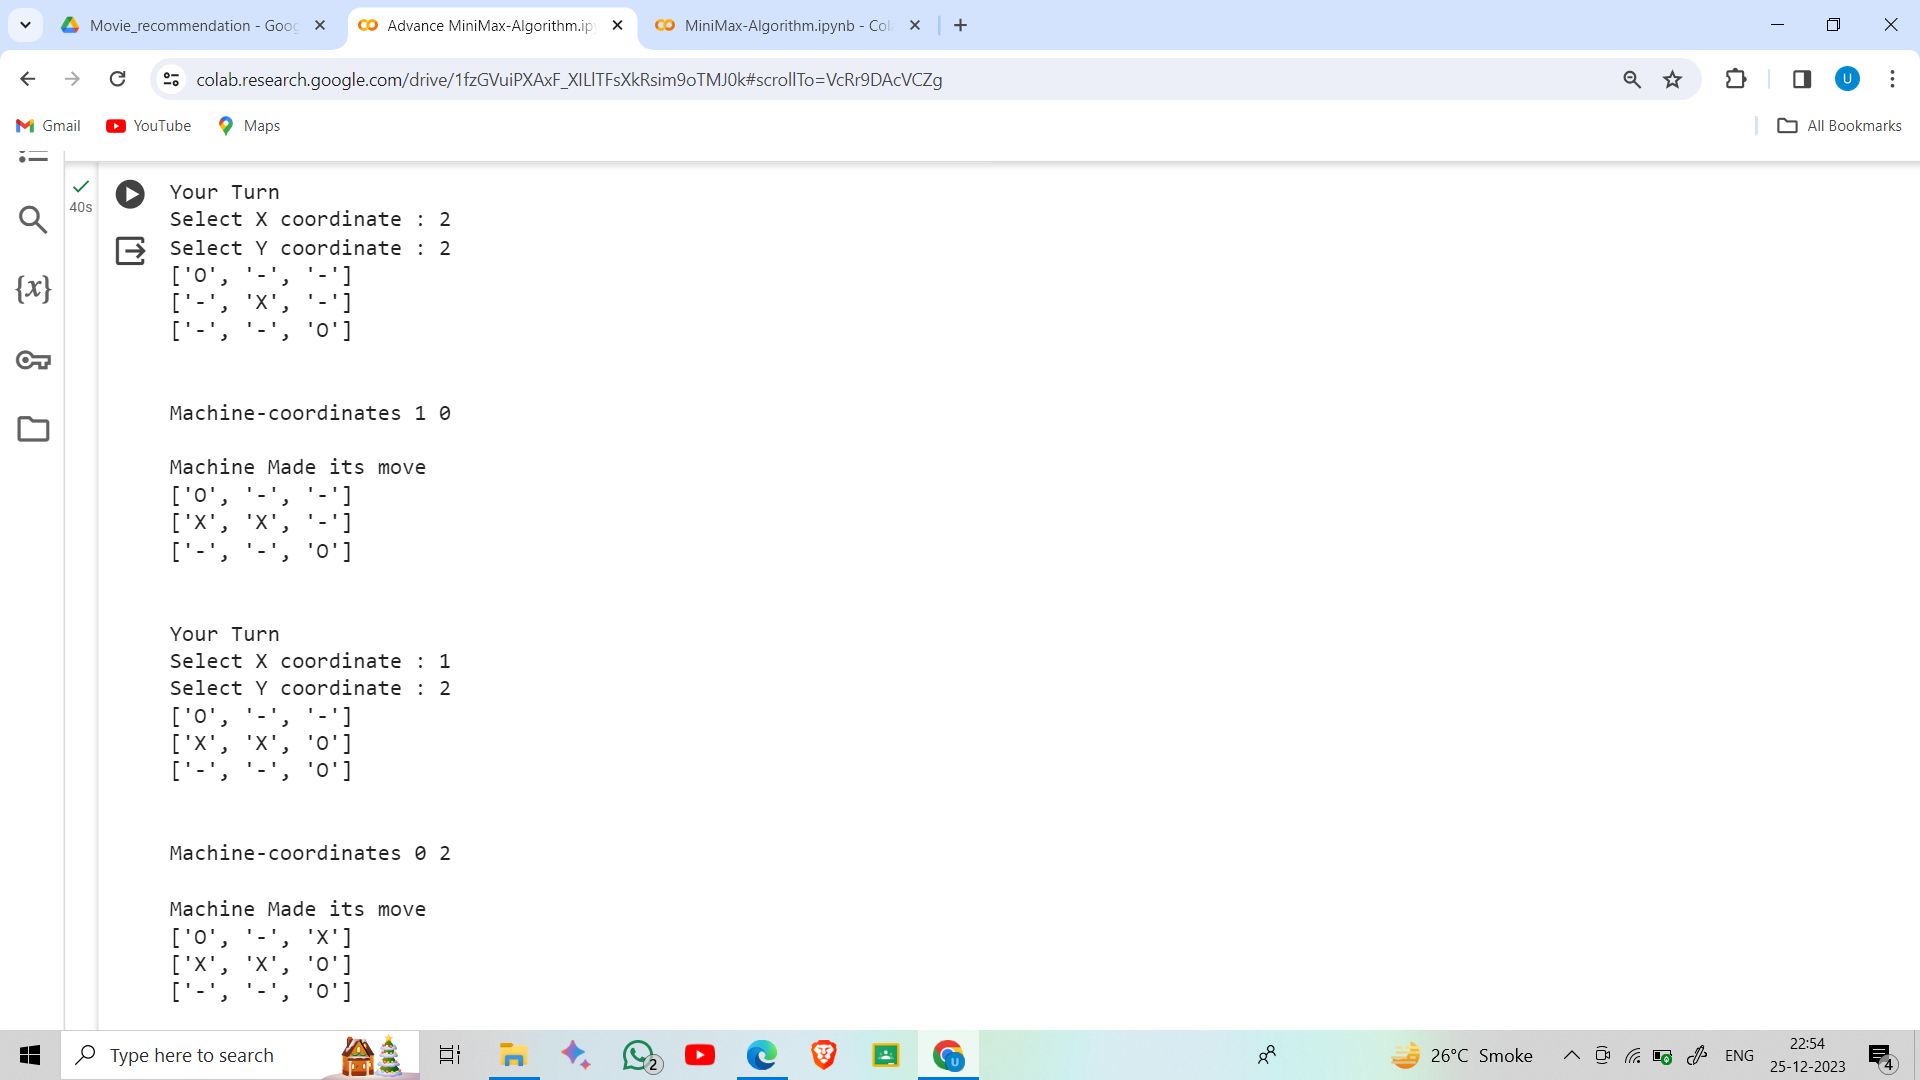 Movie_recommendation - Goog
Advance MiniMax-Algorithm.ipy
MiniMax-Algorithm.ipynb - Col
colab.research.google.com/drive/1fzGVuiPXAxF_XILlTFsXkRsim9oTMJ0k#scrollTo=VcRr9DAcVCZg
U
Gmail
YouTube
Maps
All Bookmarks
40s
{x}
Your Turn
Select X coordinate : 2
Select Y coordinate : 2
['O', '-', '-']
['-', 'X', '-']
['-', '-', 'O']
Machine-coordinates 1 0
Machine Made its move
['O', '-', '-']
['X', 'X', '-']
['-', '-', 'O']
Your Turn
Select X coordinate : 1
Select Y coordinate : 2
['O', '-', '-']
['X', 'X', 'O']
['-', '-', 'O']
Machine-coordinates 0 2
Machine Made its move
['O', '-', 'X']
['X', 'X', 'O']
['-', '-', 'O']
Type here to search
2
U
26°C Smoke
ENG
22:54
25-12-2023
4